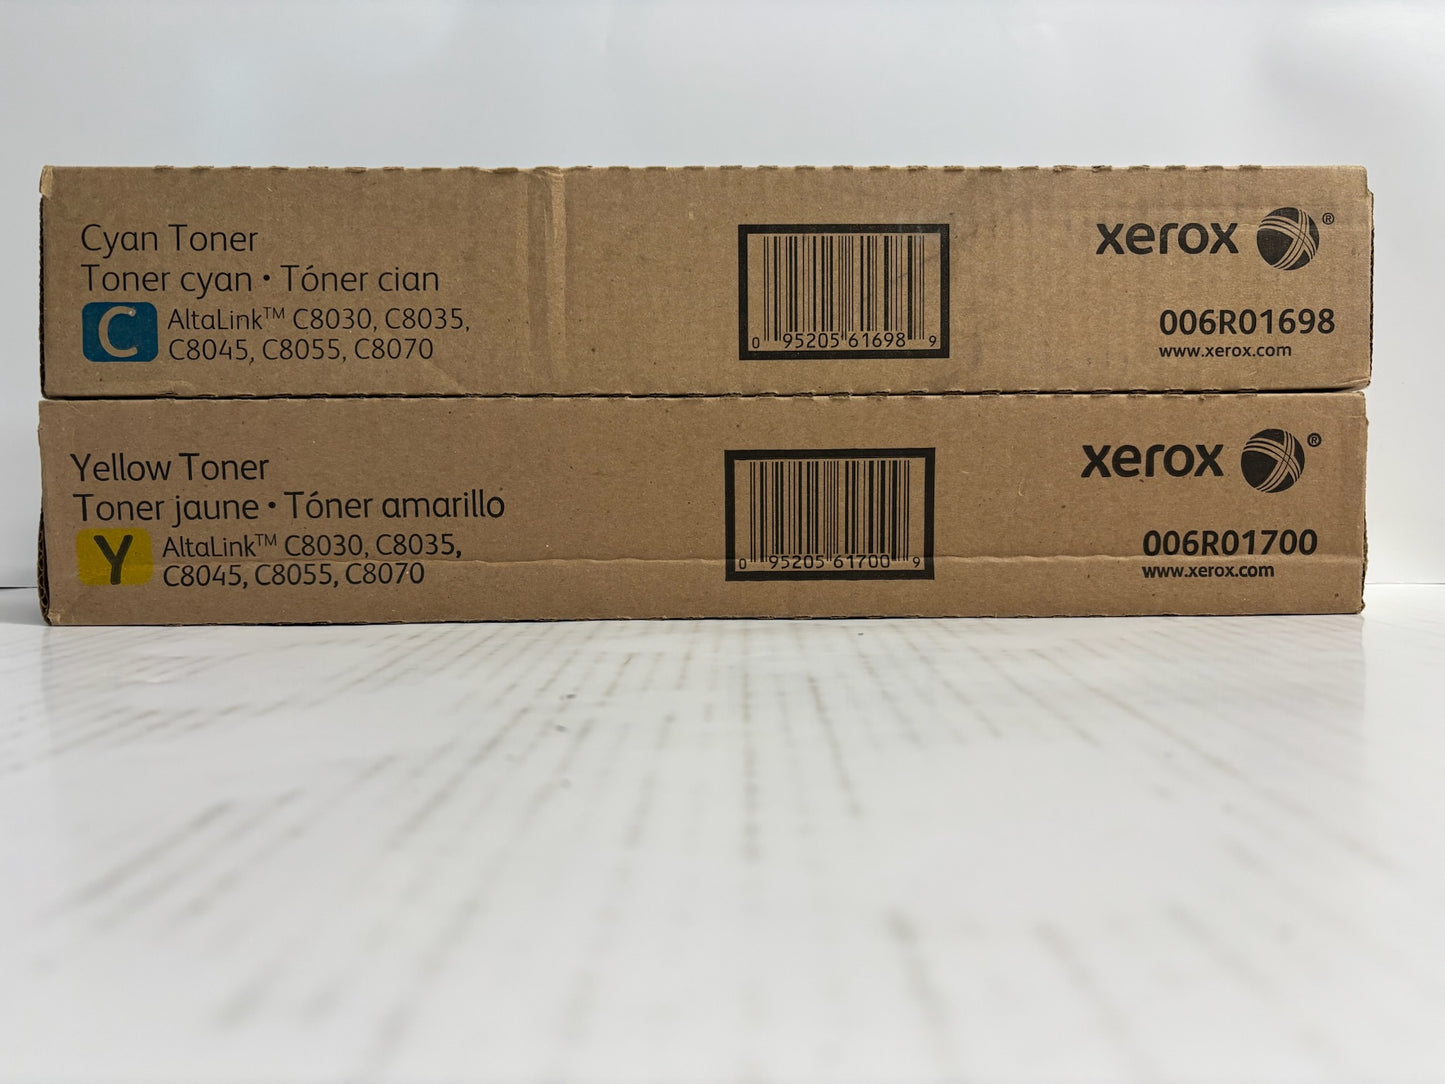 Cyan Toner
Toner cyan • Tóner cian
C AltaLink™ C8030, C8035,
C8045, C8055, C8070
0 95205 61698 9
xerox ®
006R01698
www.xerox.com
Yellow Toner
Toner jaune • Tóner amarillo
Y AltaLink™ C8030, C8035,
C8045, C8055, C8070
0 95205 61700 9
xerox ®
006R01700
www.xerox.com